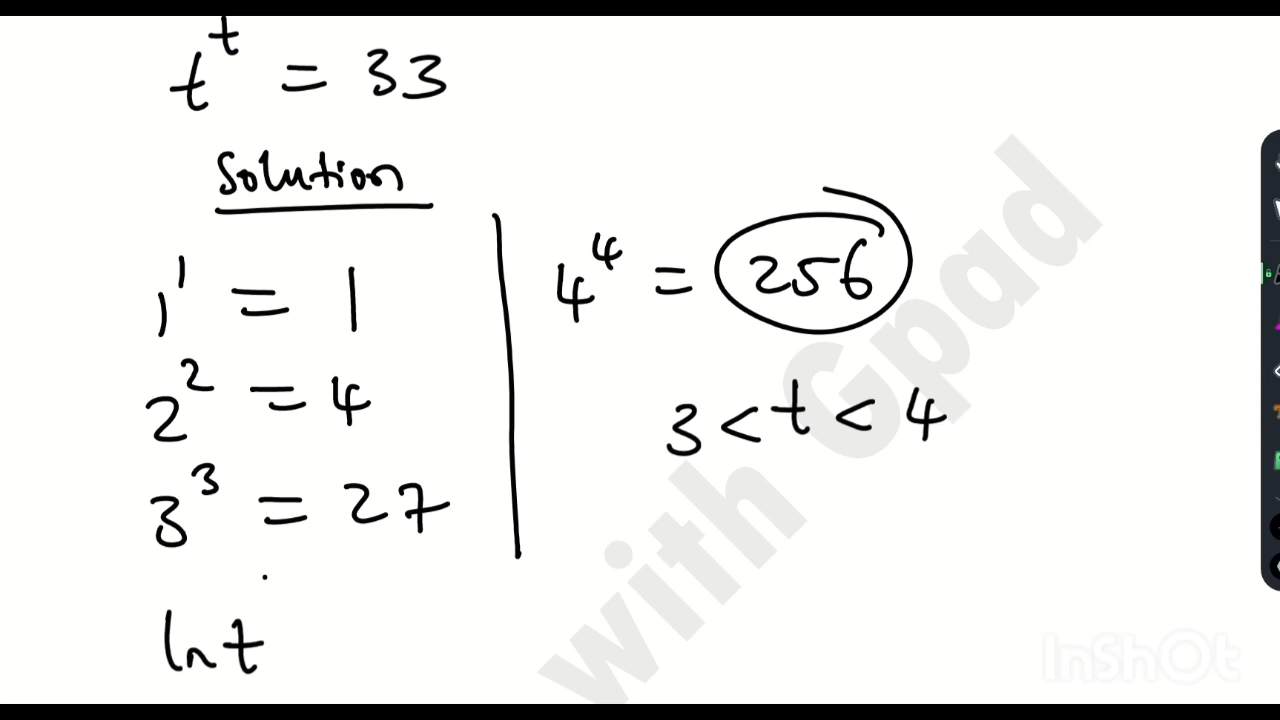 t^t = 33
Solution
1^1 = 1
2^2 = 4
3^3 = 27
ln t
4^4 = 256
3 < t < 4
with Gpad
InShOt